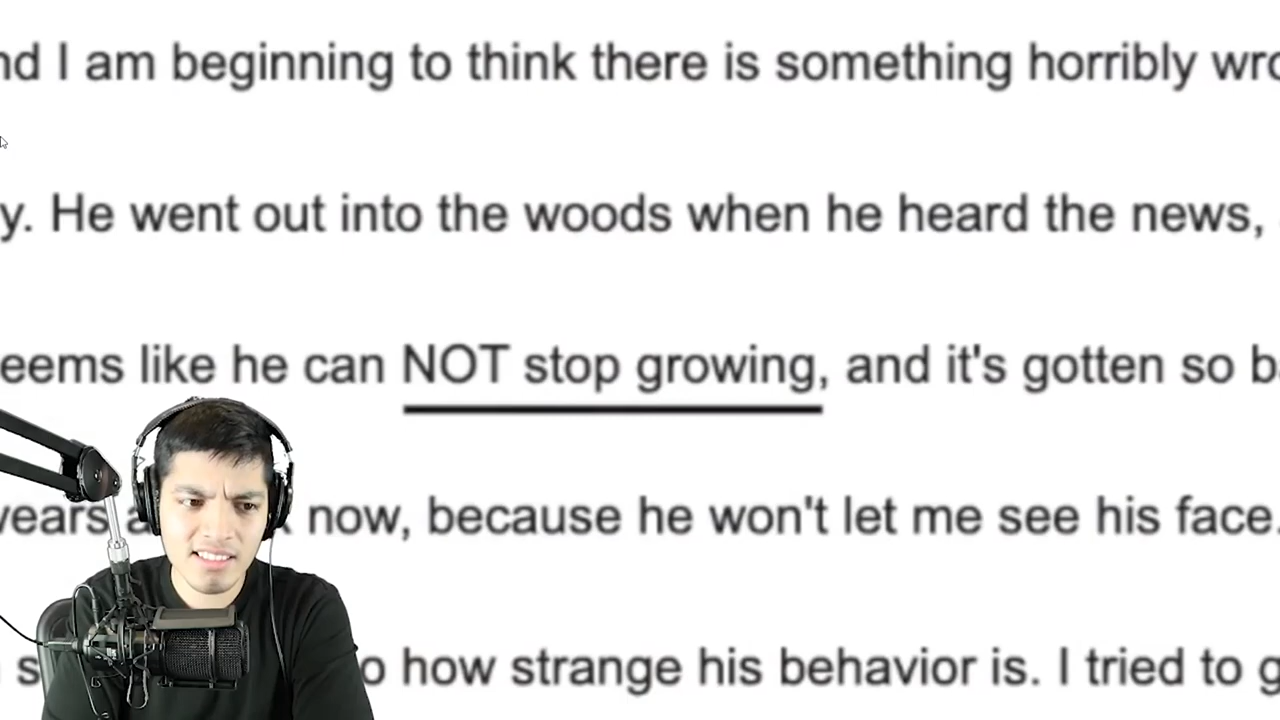 nd I am beginning to think there is something horribly wro
y. He went out into the woods when he heard the news,
eems like he can NOT stop growing, and it's gotten so b
wears a now, because he won't let me see his face.
s o how strange his behavior is. I tried to g